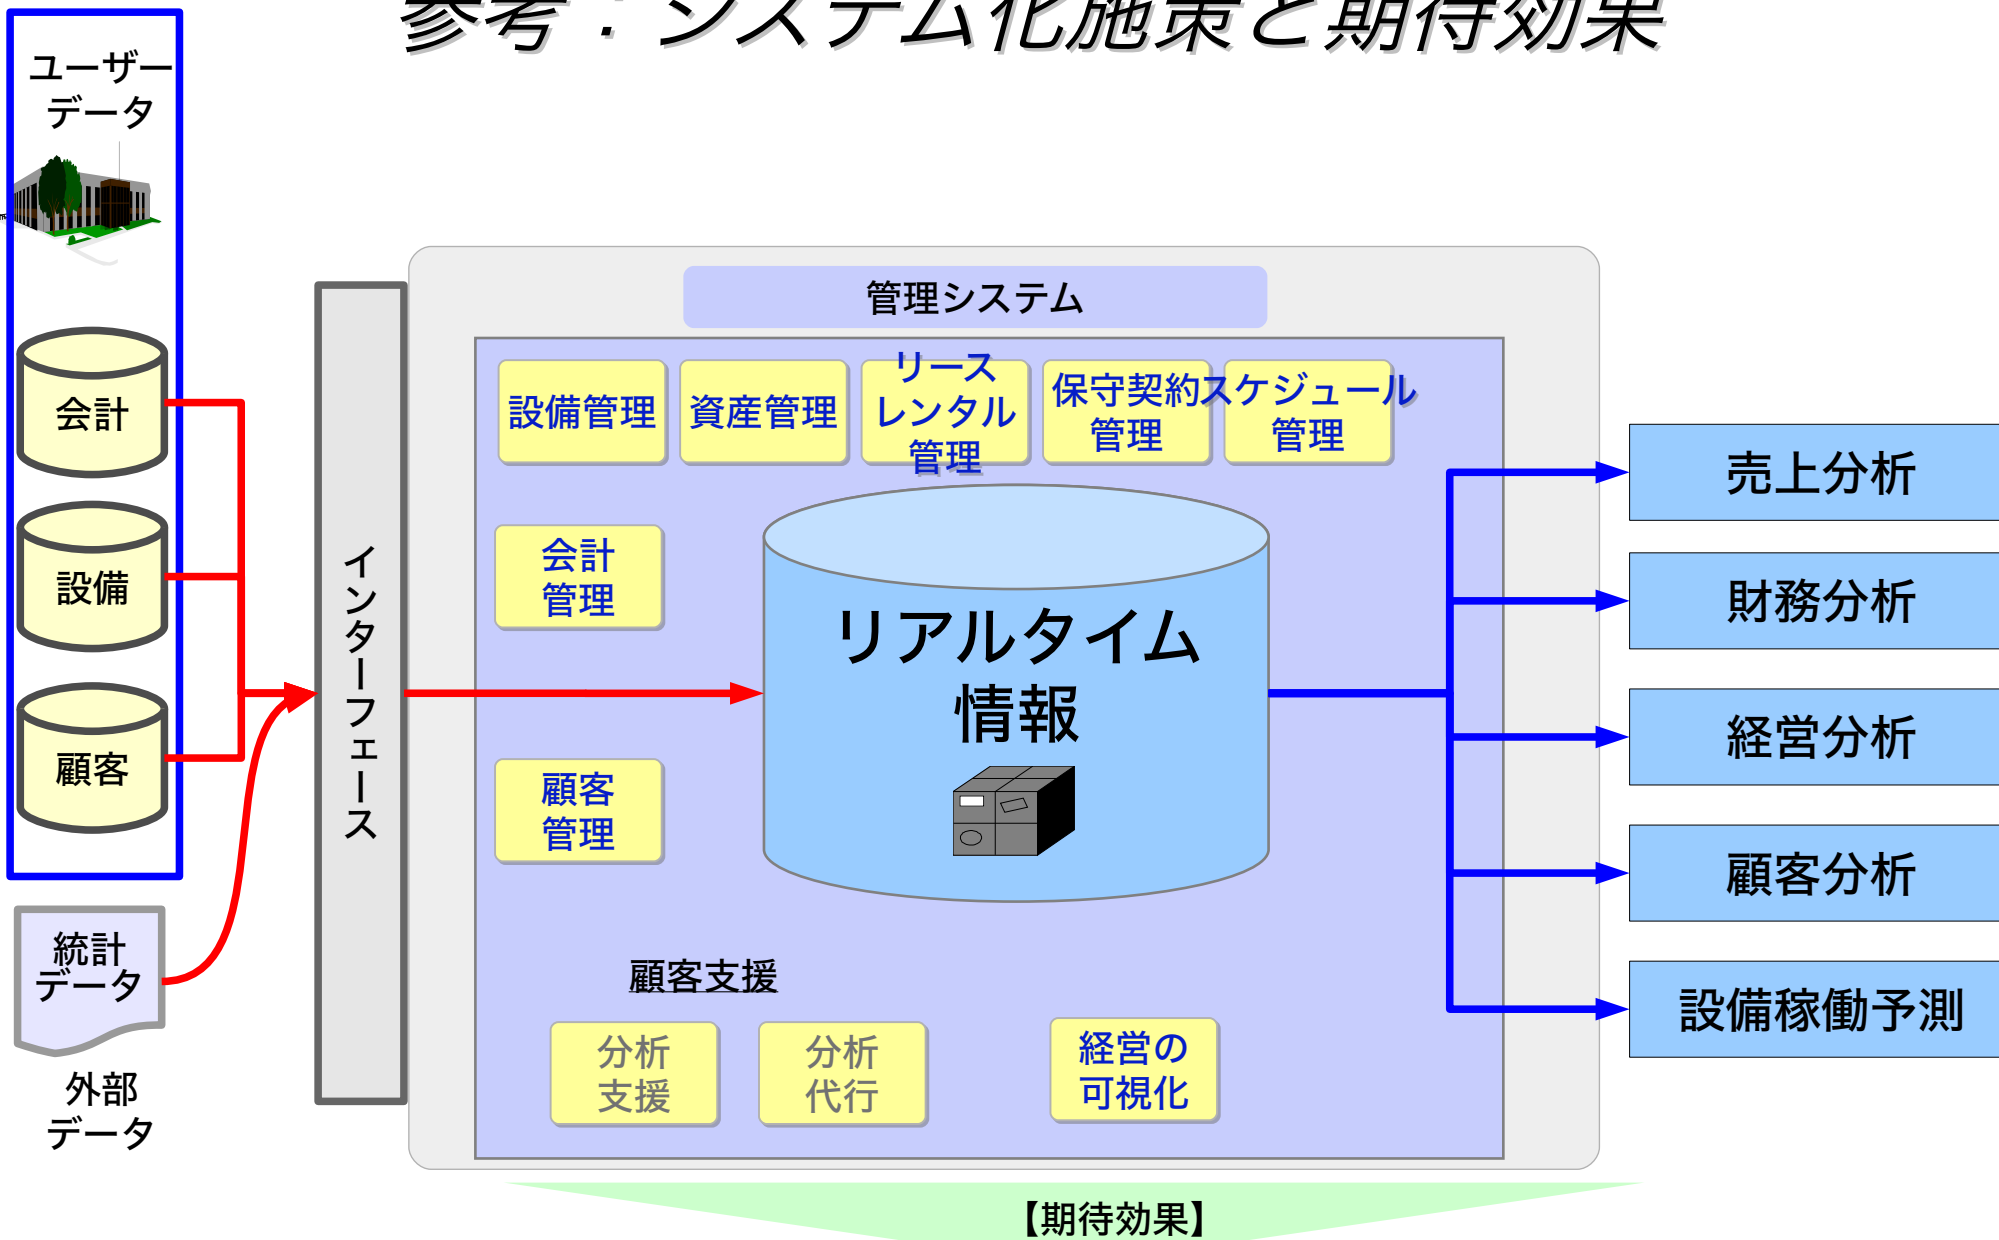 参考：システム化施策と期待効果
ユーザー
データ
会計
設備
顧客
統計
データ
外部
データ
インターフェース
管理システム
設備管理
資産管理
リース
レンタル
管理
保守契約
管理
スケジュール
管理
会計
管理
顧客
管理
リアルタイム
情報
顧客支援
分析
支援
分析
代行
経営の
可視化
売上分析
財務分析
経営分析
顧客分析
設備稼働予測
【期待効果】